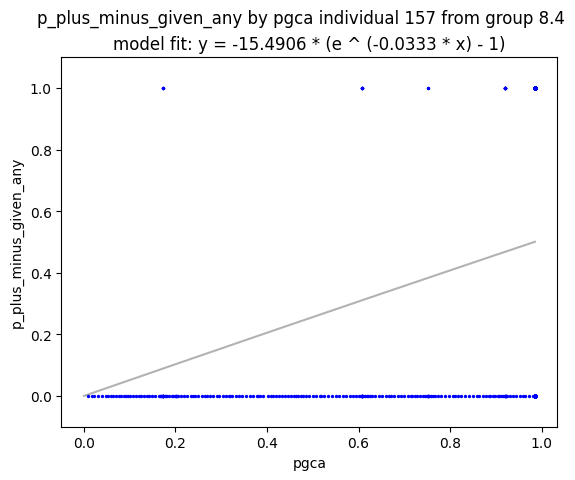 p_plus_minus_given_any by pgca individual 157 from group 8.4
model fit: y = -15.4906 * (e ^ (-0.0333 * x) - 1)
1.0
0.8
0.6
0.4
0.2
0.0
p_plus_minus_given_any
0.0 0.2 0.4 0.6 0.8 1.0
pgca